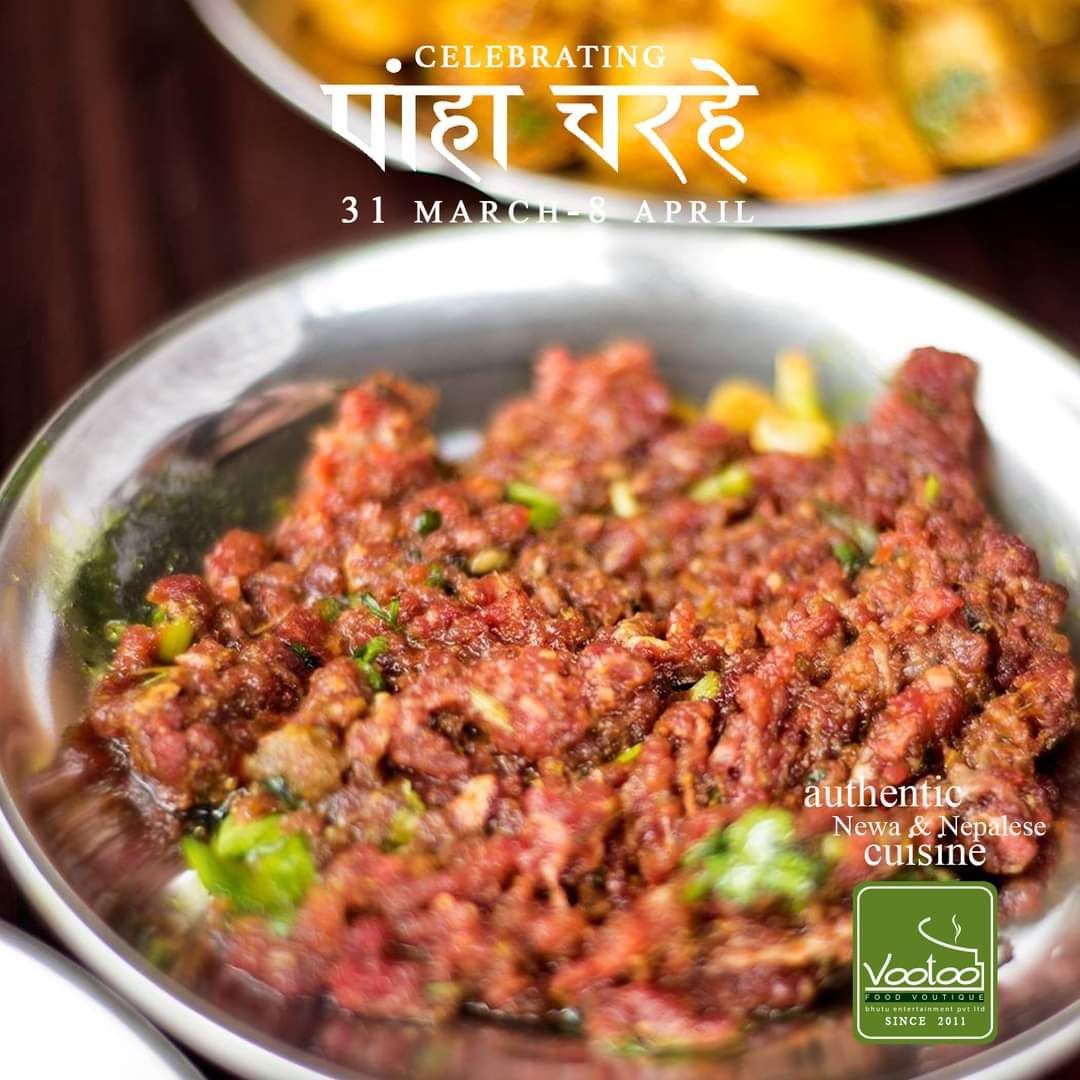 CELEBRATING
पांहा चरहे
31 MARCH-8 APRIL
authentic
Newa & Nepalese
cuisine
Vootoo
FOOD VOUTIQUE
bhutu entertainment pvt ltd
SINCE 2011